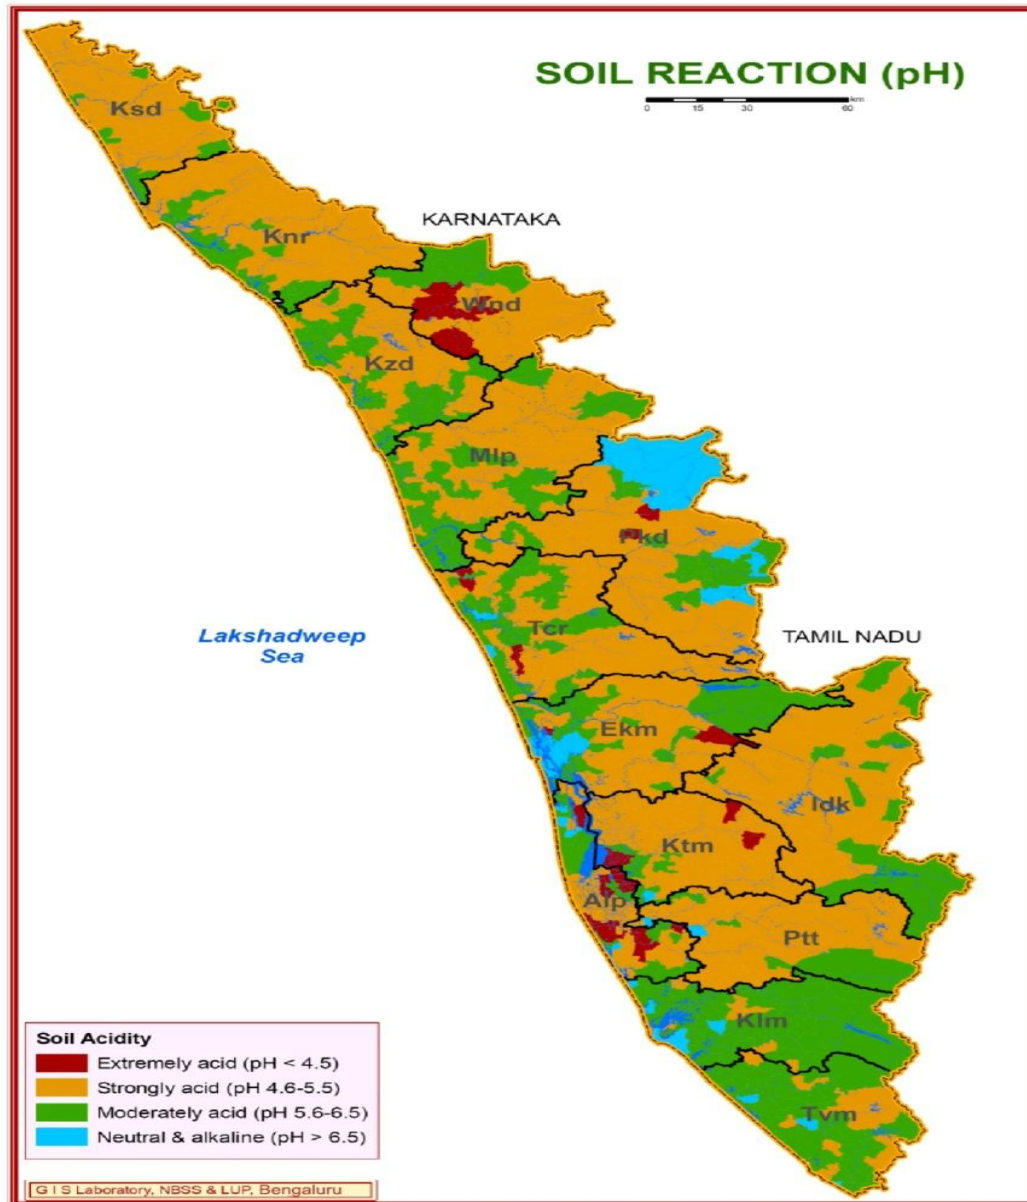 SOIL REACTION (pH)
km
0 15 30 60
Ksd
KARNATAKA
Knr
Wnd
Kzd
Mlp
Pkd
Lakshadweep
Sea
Tcr
TAMIL NADU
Ekm
Idk
Ktm
Alp
Ptt
Klm
Tvm
Soil Acidity
Extremely acid (pH < 4.5)
Strongly acid (pH 4.6-5.5)
Moderately acid (pH 5.6-6.5)
Neutral & alkaline (pH > 6.5)
G I S Laboratory, NBSS & LUP, Bengaluru